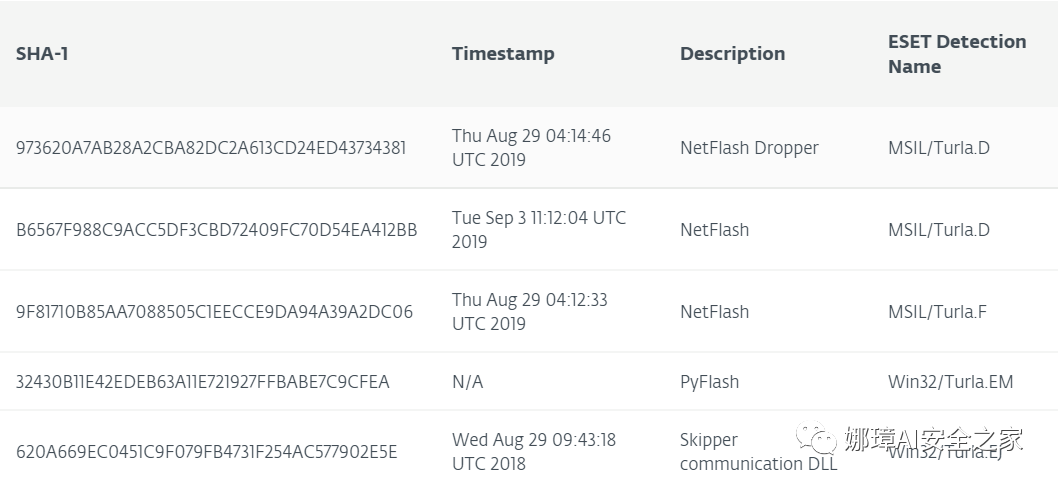 SHA-1
Timestamp
Description
ESET Detection
Name
973620A7AB28A2CBA82DC2A613CD24ED43734381
Thu Aug 29 04:14:46
UTC 2019
NetFlash Dropper
MSIL/Turla.D
B6567F988C9ACC5DF3CBD72409FC70D54EA412BB
Tue Sep 3 11:12:04 UTC
2019
NetFlash
MSIL/Turla.D
9F81710B85AA7088505C1EECCE9DA94A39A2DC06
Thu Aug 29 04:12:33
UTC 2019
NetFlash
MSIL/Turla.F
32430B11E42EDEB63A11E721927FFBABE7C9CFEA
N/A
PyFlash
Win32/Turla.EM
620A669EC0451C9F079FB4731F254AC577902E5E
Wed Aug 29 09:43:18
UTC 2018
Skipper
communication DLL
Win32/Turla.EJ
娜璋AI安全之家